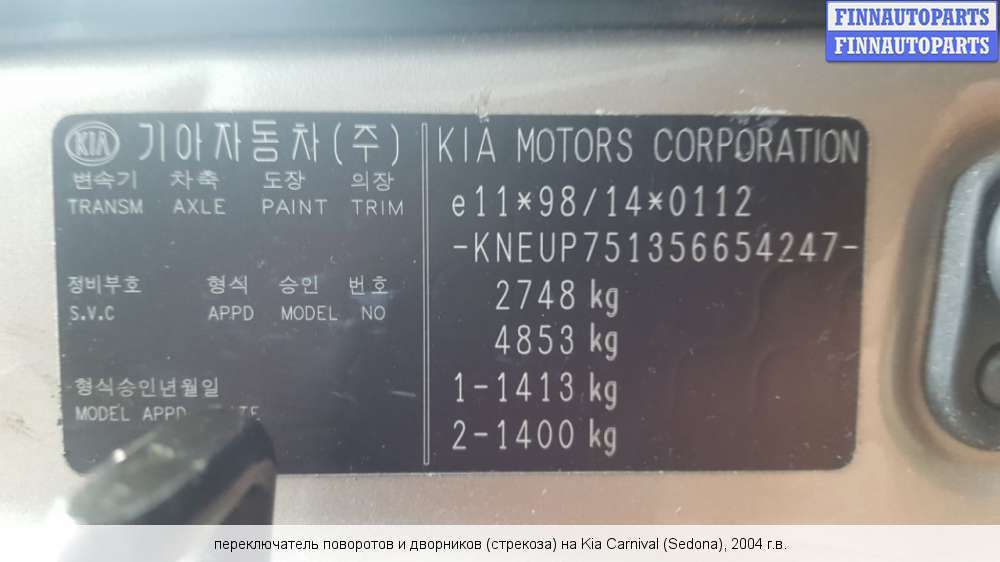 FINNAUTOPARTS
FINNAUTOPARTS
KIA 기아자동차(주)
변속기 차축 도장 의장
TRANSM AXLE PAINT TRIM
정비부호 형식 승인 번호
S.V.C APPD MODEL NO
형식승인년월일
MODEL APPD
KIA MOTORS CORPORATION
e11*98/14*0112
-KNEUP751356654247-
2748 kg
4853 kg
1-1413 kg
2-1400 kg
переключатель поворотов и дворников (стрекоза) на Kia Carnival (Sedona), 2004 г.в.